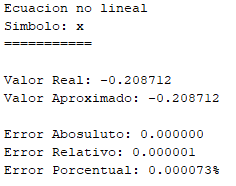 Ecuacion no lineal
Simbolo: x
===========
Valor Real: -0.208712
Valor Aproximado: -0.208712
Error Abosuluto: 0.000000
Error Relativo: 0.000001
Error Porcentual: 0.000073%